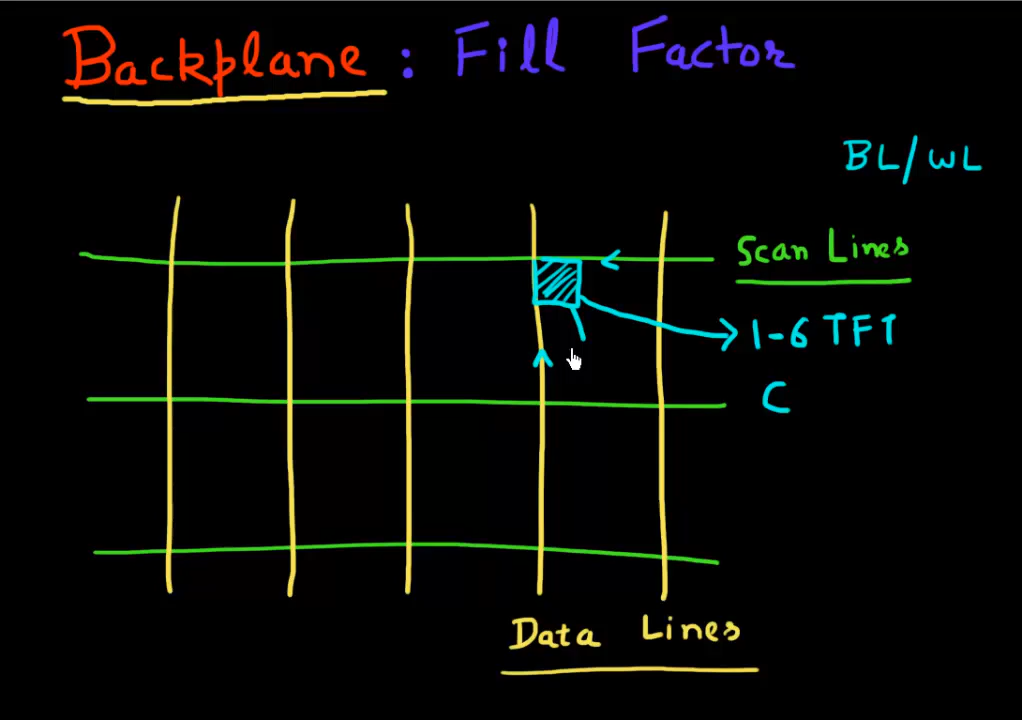 Backplane : Fill Factor
BL/WL
Scan Lines
1-6 TFT
C
Data Lines